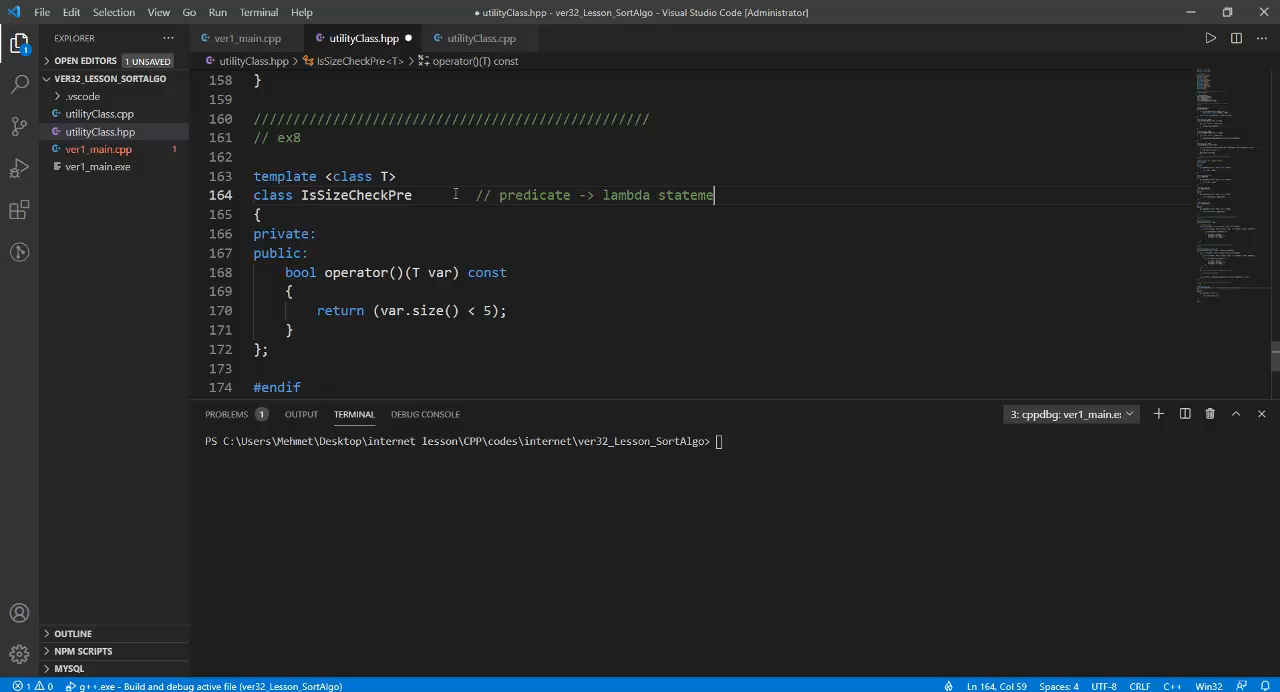 File Edit Selection View Go Run Terminal Help
● utilityClass.hpp - ver32_Lesson_SortAlgo - Visual Studio Code [Administrator]
EXPLORER
OPEN EDITORS 1 UNSAVED
VER32_LESSON_SORTALGO
.vscode
utilityClass.cpp
utilityClass.hpp
ver1_main.cpp 1
ver1_main.exe
OUTLINE
NPM SCRIPTS
MYSQL
1
ver1_main.cpp utilityClass.hpp ● utilityClass.cpp
utilityClass.hpp > IsSizeCheckPre<T> > operator()(T) const
158 }
159
160 //////////////////////////////////////////////////
161 // ex8
162
163 template <class T>
164 class IsSizeCheckPre // predicate -> lambda stateme
165 {
166 private:
167 public:
168 bool operator()(T var) const
169 {
170 return (var.size() < 5);
171 }
172 };
173
174 #endif
PROBLEMS 1 OUTPUT TERMINAL DEBUG CONSOLE
3: cppdbg: ver1_main.e:
PS C:\Users\Mehmet\Desktop\internet lesson\CPP\codes\internet\ver32_Lesson_SortAlgo>
1 0 g++.exe - Build and debug active file (ver32_Lesson_SortAlgo)
Ln 164, Col 59 Spaces: 4 UTF-8 CRLF C++ Win32